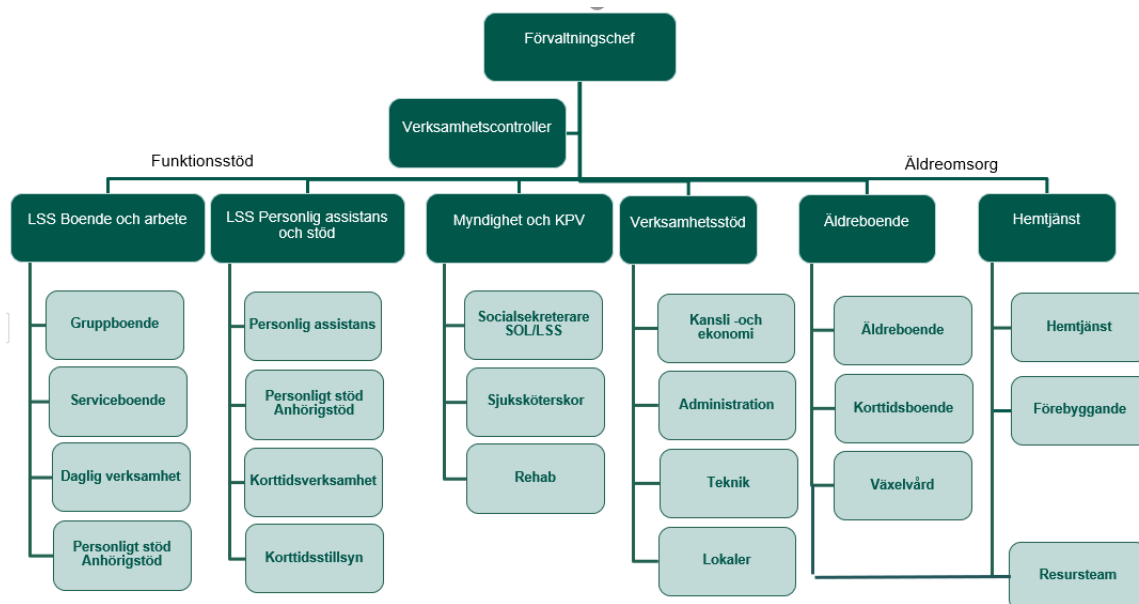 Förvaltningschef
Verksamhetscontroller
Funktionsstöd
Äldreomsorg
LSS Boende och arbete
LSS Personlig assistans
och stöd
Myndighet och KPV
Verksamhetsstöd
Äldreboende
Hemtjänst
Gruppboende
Serviceboende
Daglig verksamhet
Personligt stöd
Anhörigstöd
Personlig assistans
Personligt stöd
Anhörigstöd
Korttidsverksamhet
Korttidsstillsyn
Socialsekreterare
SOL/LSS
Sjuksköterskor
Rehab
Kansli -och
ekonomi
Administration
Teknik
Lokaler
Äldreboende
Korttidsboende
Växelvård
Hemtjänst
Förebyggande
Resursteam